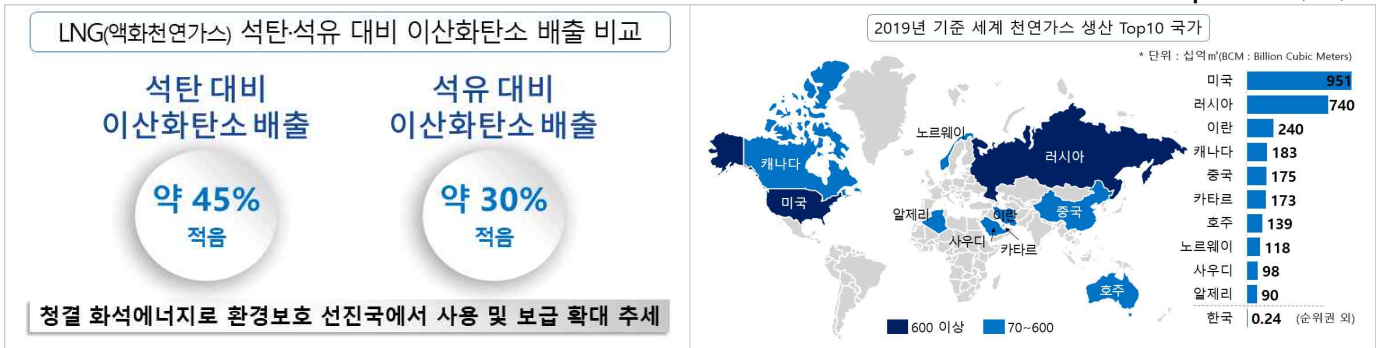 LNG(액화천연가스) 석탄·석유 대비 이산화탄소 배출 비교
석탄 대비
이산화탄소 배출
약 45%
적음
석유 대비
이산화탄소 배출
약 30%
적음
청결 화석에너지로 환경보호 선진국에서 사용 및 보급 확대 추세
2019년 기준 세계 천연가스 생산 Top10 국가
* 단위 : 십억㎥(BCM : Billion Cubic Meters)
노르웨이
러시아
캐나다
미국
알제리
이란
중국
사우디
카타르
호주
600 이상
70~600
미국 951
러시아 740
이란 240
캐나다 183
중국 175
카타르 173
호주 139
노르웨이 118
사우디 98
알제리 90
한국 0.24 (순위권 외)